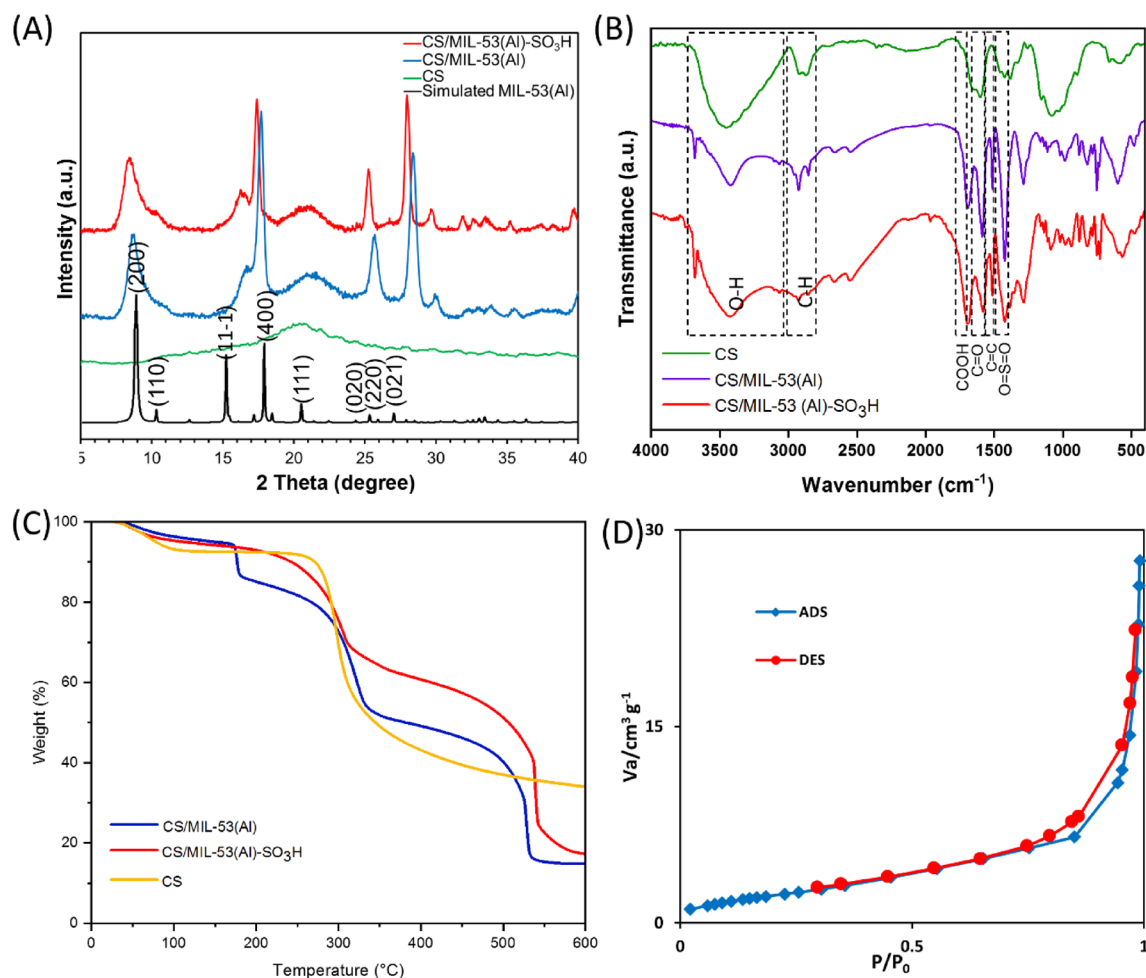 (A)
CS/MIL-53(Al)-SO₃H
CS/MIL-53(Al)
CS
Simulated MIL-53(Al)
Intensity (a.u.)
(200)
(110)
(11-1)
(400)
(111)
(020)
(220)
(021)
5 10 15 20 25 30 35 40
2 Theta (degree)
(B)
Transmittance (a.u.)
O-H
C-H
COOH
C=O
C=C
O=S=O
CS
CS/MIL-53(Al)
CS/MIL-53 (Al)-SO₃H
4000 3500 3000 2500 2000 1500 1000 500
Wavenumber (cm⁻¹)
(C)
Weight (%)
100
80
60
40
20
0
CS/MIL-53(Al)
CS/MIL-53(Al)-SO₃H
CS
0 100 200 300 400 500 600
Temperature (°C)
(D)
Va/cm³ g⁻¹
30
15
0
ADS
DES
0 0.5 1
P/P₀